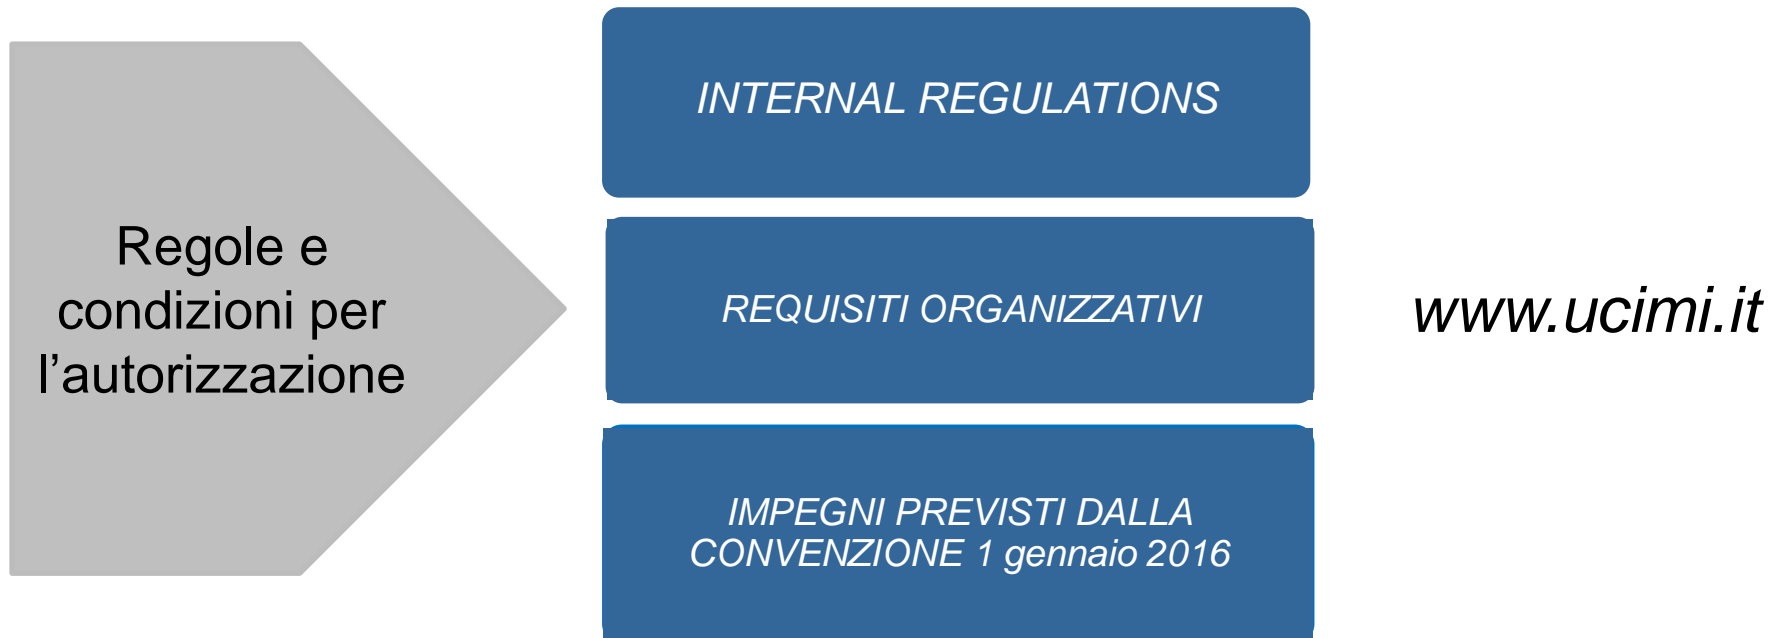 Regole e
condizioni per
l’autorizzazione
INTERNAL REGULATIONS
REQUISITI ORGANIZZATIVI
IMPEGNI PREVISTI DALLA
CONVENZIONE 1 gennaio 2016
www.ucimi.it